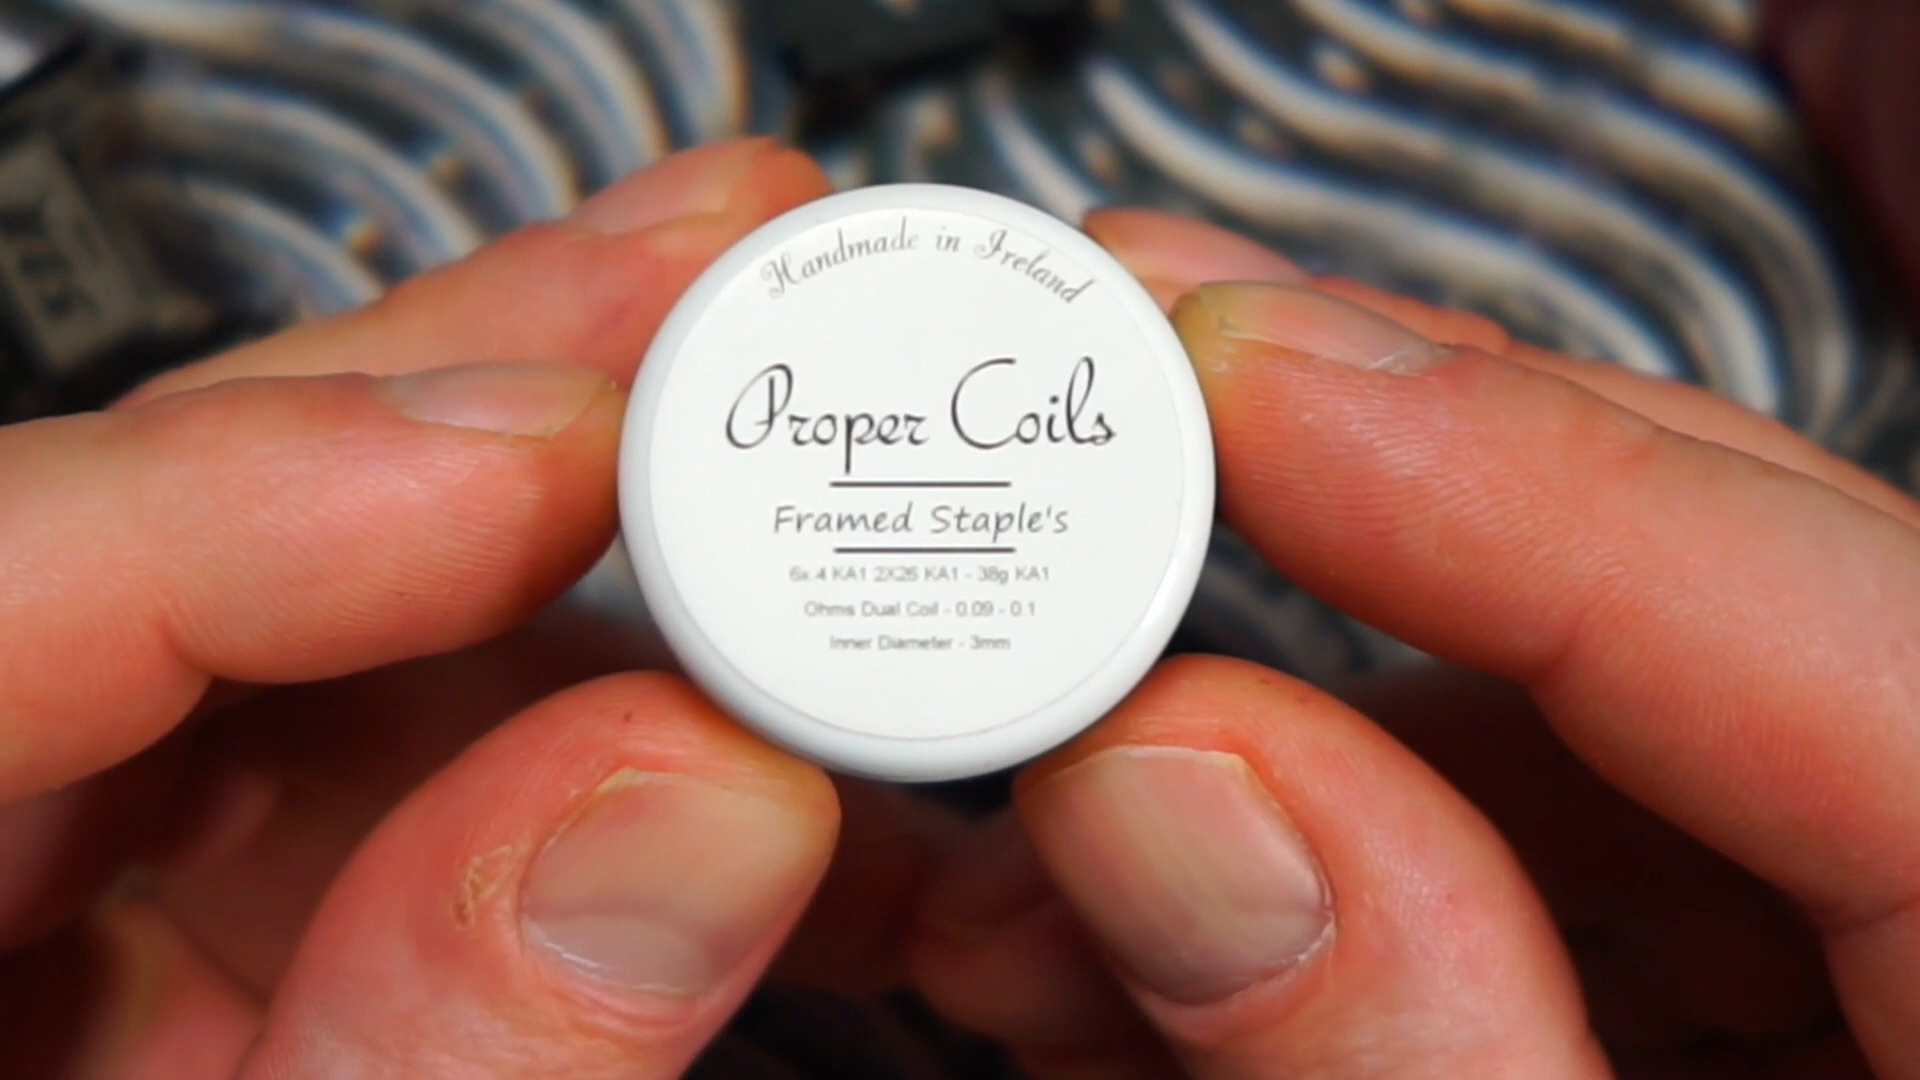 Handmade in Ireland
Proper Coils
Framed Staple's
6x.4 KA1 2X26 KA1 - 38g KA1
Ohms Dual Coil - 0.09 - 0.1
Inner Diameter - 3mm